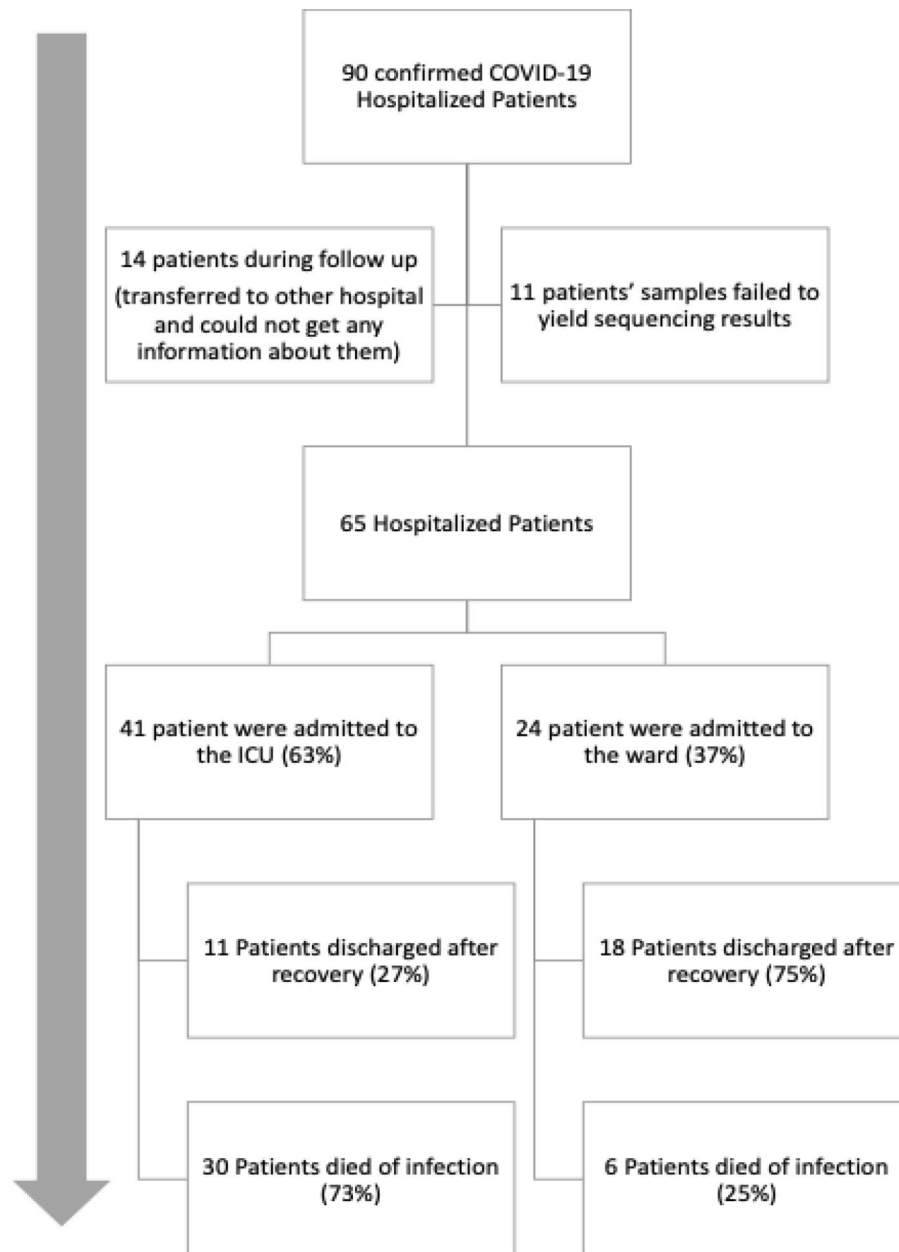 90 confirmed COVID-19
Hospitalized Patients
14 patients during follow up
(transferred to other hospital
and could not get any
information about them)
11 patients’ samples failed to
yield sequencing results
65 Hospitalized Patients
41 patient were admitted to
the ICU (63%)
24 patient were admitted to
the ward (37%)
11 Patients discharged after
recovery (27%)
18 Patients discharged after
recovery (75%)
30 Patients died of infection
(73%)
6 Patients died of infection
(25%)